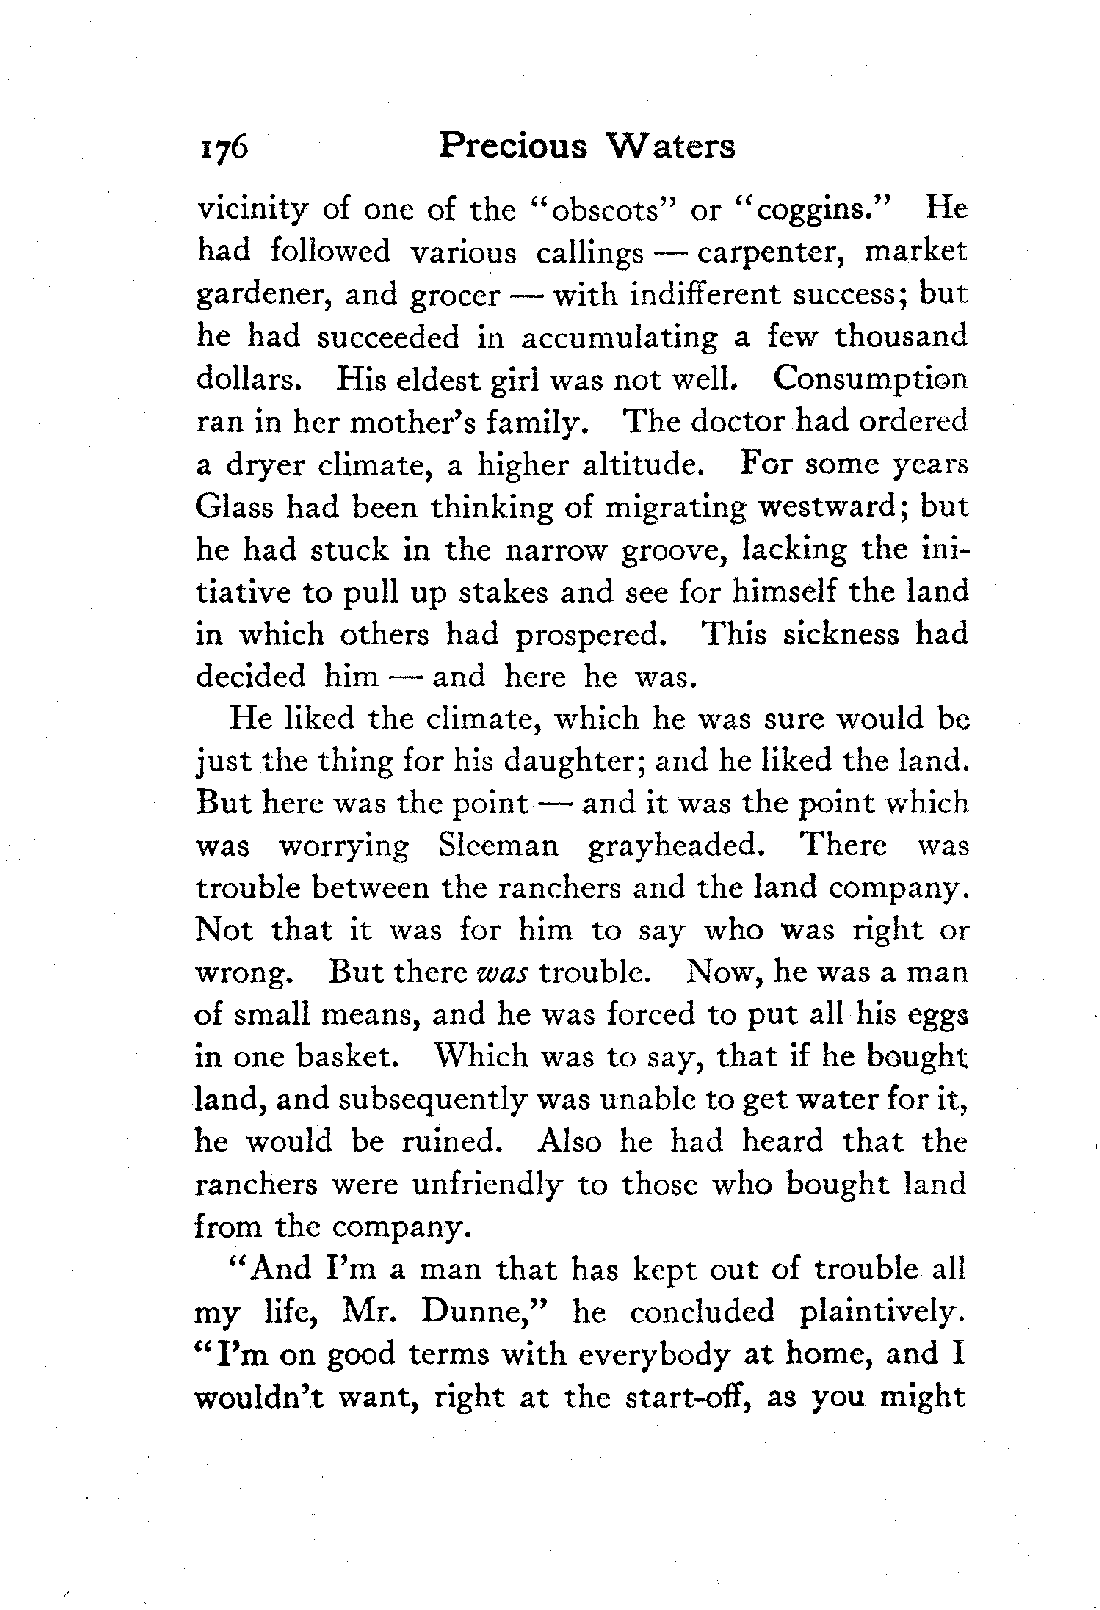 176 Precious Waters
vicinity of one of the “obscots” or “coggins.” He
had followed various callings — carpenter, market
gardener, and grocer — with indifferent success; but
he had succeeded in accumulating a few thousand
dollars. His eldest girl was not well. Consumption
ran in her mother’s family. The doctor had ordered
a dryer climate, a higher altitude. For some years
Glass had been thinking of migrating westward; but
he had stuck in the narrow groove, lacking the ini-
tiative to pull up stakes and see for himself the land
in which others had prospered. This sickness had
decided him — and here he was.
He liked the climate, which he was sure would be
just the thing for his daughter; and he liked the land.
But here was the point — and it was the point which
was worrying Sleeman grayheaded. There was
trouble between the ranchers and the land company.
Not that it was for him to say who was right or
wrong. But there was trouble. Now, he was a man
of small means, and he was forced to put all his eggs
in one basket. Which was to say, that if he bought
land, and subsequently was unable to get water for it,
he would be ruined. Also he had heard that the
ranchers were unfriendly to those who bought land
from the company.
“And I’m a man that has kept out of trouble all
my life, Mr. Dunne,” he concluded plaintively.
“I’m on good terms with everybody at home, and I
wouldn’t want, right at the start-off, as you might